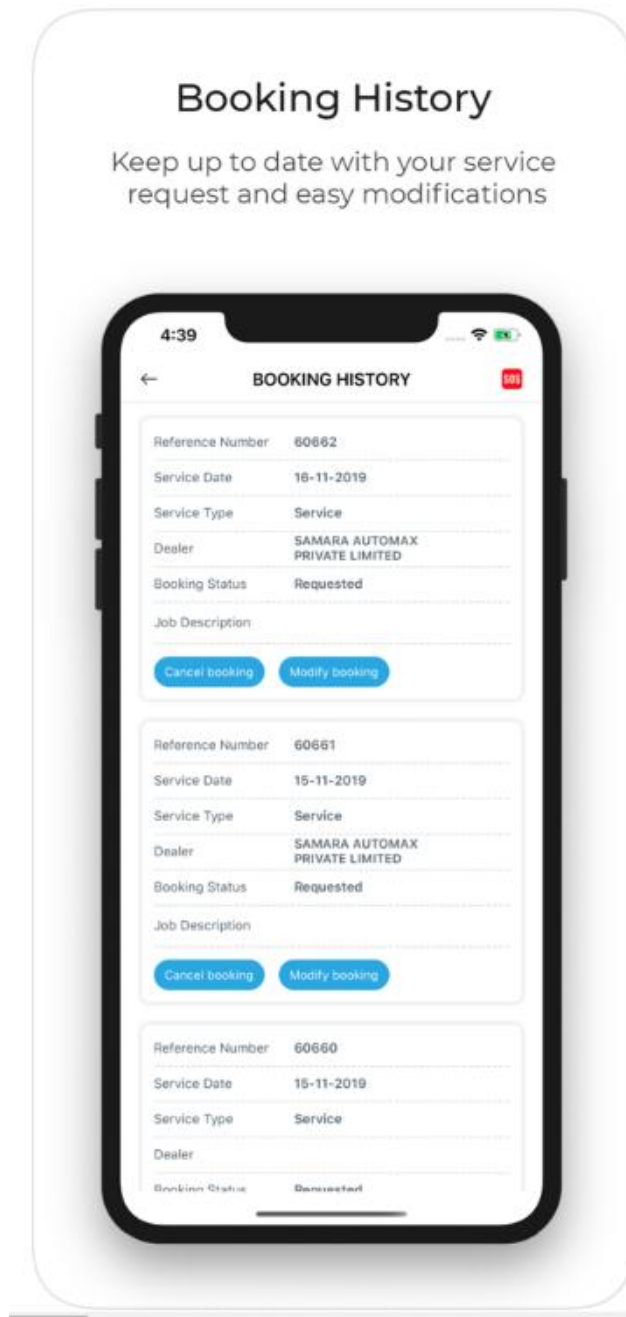 Booking History
Keep up to date with your service
request and easy modifications
4:39
BOOKING HISTORY
SOS
Reference Number 60662
Service Date 16-11-2019
Service Type Service
Dealer SAMARA AUTOMAX
PRIVATE LIMITED
Booking Status Requested
Job Description
Cancel booking Modify booking
Reference Number 60661
Service Date 15-11-2019
Service Type Service
Dealer SAMARA AUTOMAX
PRIVATE LIMITED
Booking Status Requested
Job Description
Cancel booking Modify booking
Reference Number 60660
Service Date 15-11-2019
Service Type Service
Dealer
Booking Status Requested